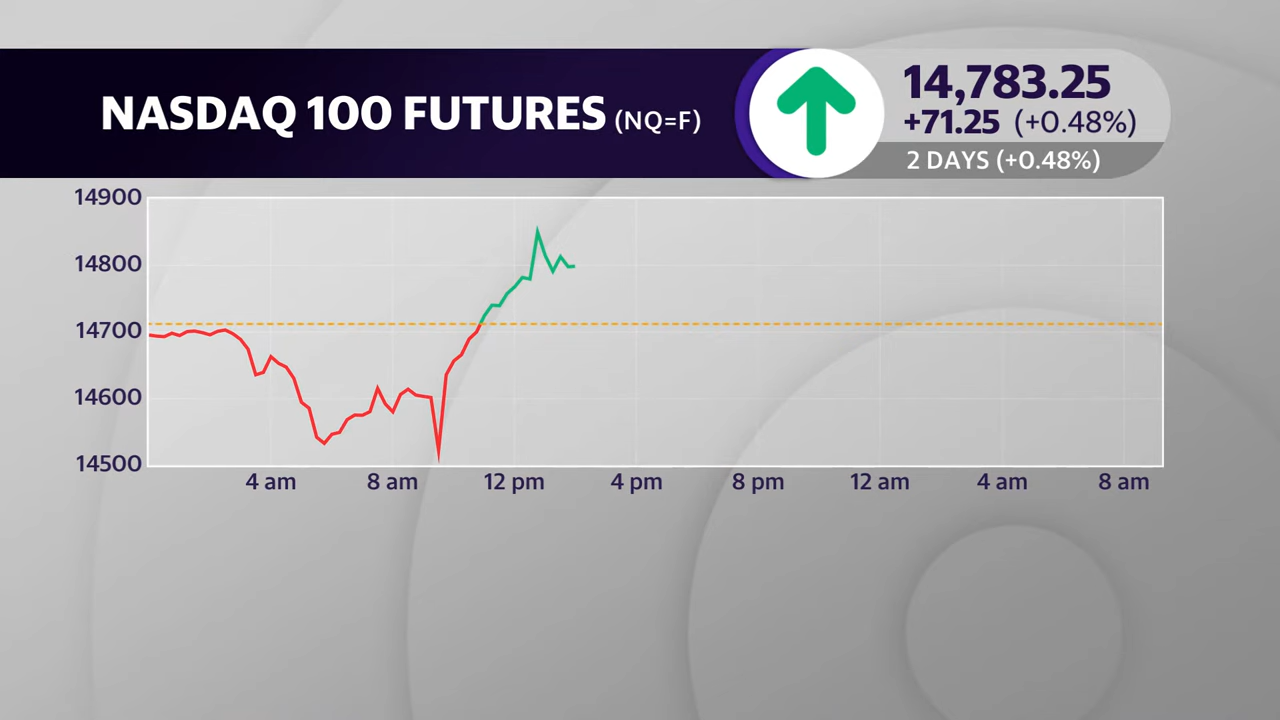 NASDAQ 100 FUTURES (NQ=F)
14,783.25
+71.25 (+0.48%)
2 DAYS (+0.48%)
14900
14800
14700
14600
14500
4 am 8 am 12 pm 4 pm 8 pm 12 am 4 am 8 am